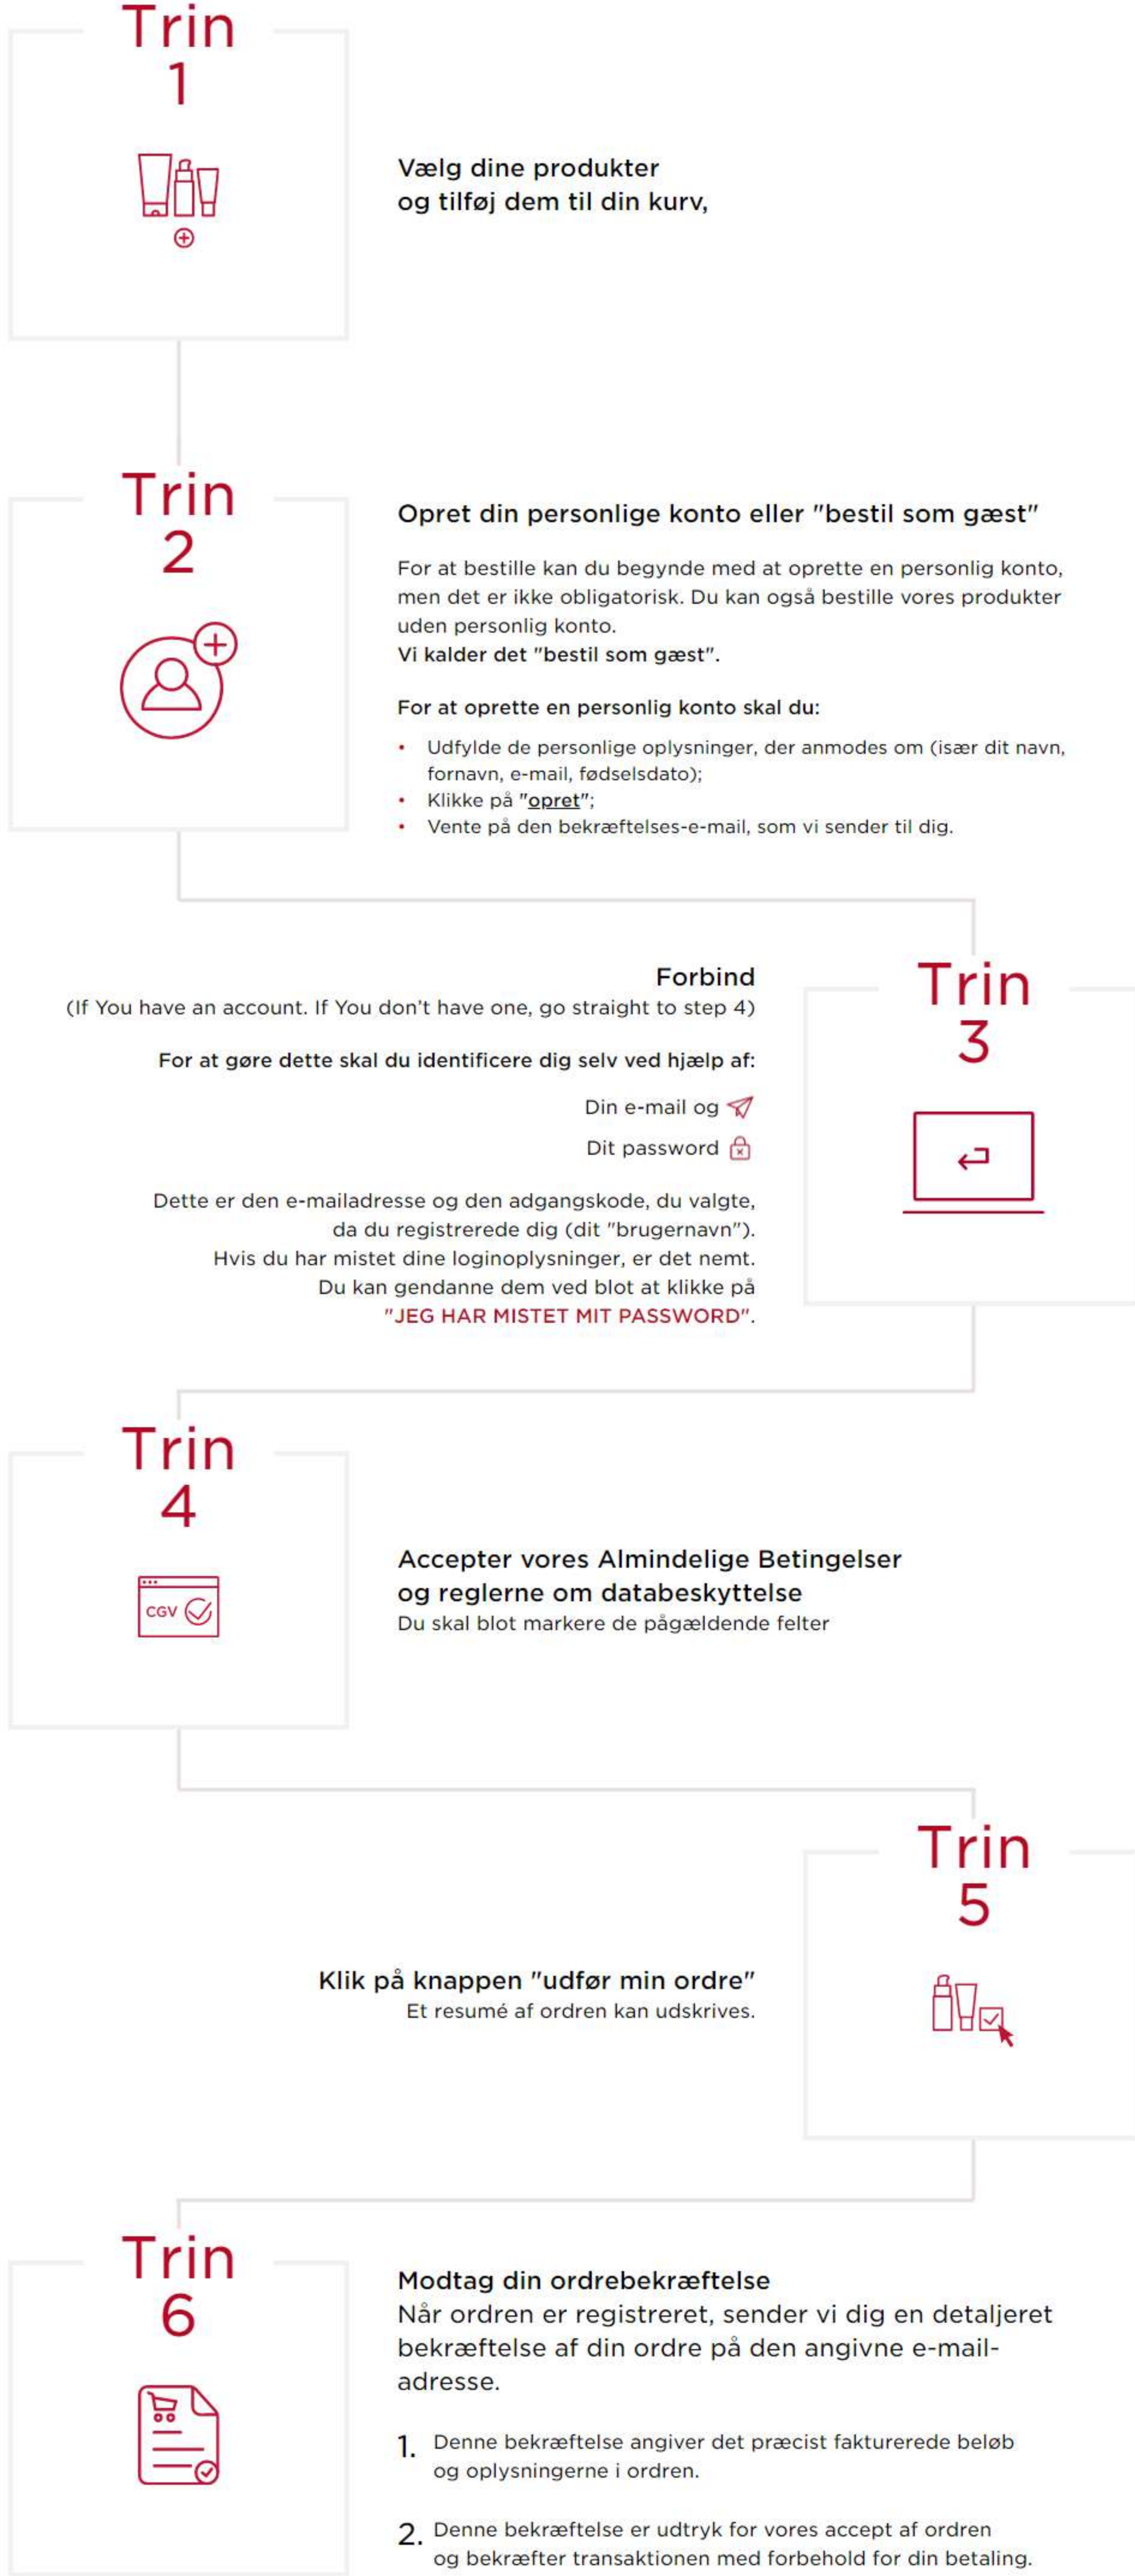 Trin
1
Vælg dine produkter
og tilføj dem til din kurv,
Trin
2
Opret din personlige konto eller "bestil som gæst"
For at bestille kan du begynde med at oprette en personlig konto,
men det er ikke obligatorisk. Du kan også bestille vores produkter
uden personlig konto.
Vi kalder det "bestil som gæst".
For at oprette en personlig konto skal du:
• Udfylde de personlige oplysninger, der anmodes om (især dit navn,
fornavn, e-mail, fødselsdato);
• Klikke på "opret";
• Vente på den bekræftelses-e-mail, som vi sender til dig.
Trin
3
Forbind
(If You have an account. If You don't have one, go straight to step 4)
For at gøre dette skal du identificere dig selv ved hjælp af:
Din e-mail og
Dit password
Dette er den e-mailadresse og den adgangskode, du valgte,
da du registrerede dig (dit "brugernavn").
Hvis du har mistet dine loginoplysninger, er det nemt.
Du kan gendanne dem ved blot at klikke på
"JEG HAR MISTET MIT PASSWORD".
Trin
4
CGV
Accepter vores Almindelige Betingelser
og reglerne om databeskyttelse
Du skal blot markere de pågældende felter
Trin
5
Klik på knappen "udfør min ordre"
Et resumé af ordren kan udskrives.
Trin
6
Modtag din ordrebekræftelse
Når ordren er registreret, sender vi dig en detaljeret
bekræftelse af din ordre på den angivne e-mail-
adresse.
1. Denne bekræftelse angiver det præcist fakturerede beløb
og oplysningerne i ordren.
2. Denne bekræftelse er udtryk for vores accept af ordren
og bekræfter transaktionen med forbehold for din betaling.